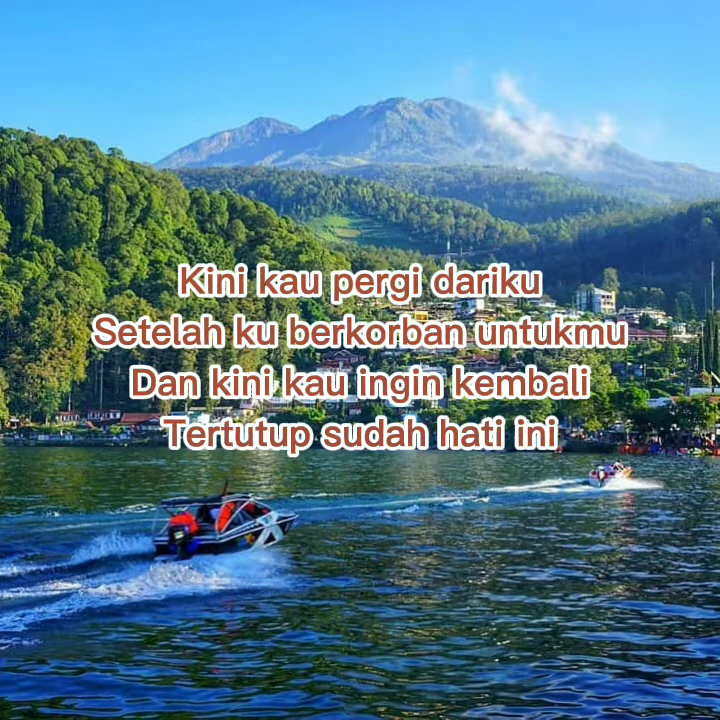 Kini kau pergi dariku
Setelah ku berkorban untukmu
Dan kini kau ingin kembali
Tertutup sudah hati ini